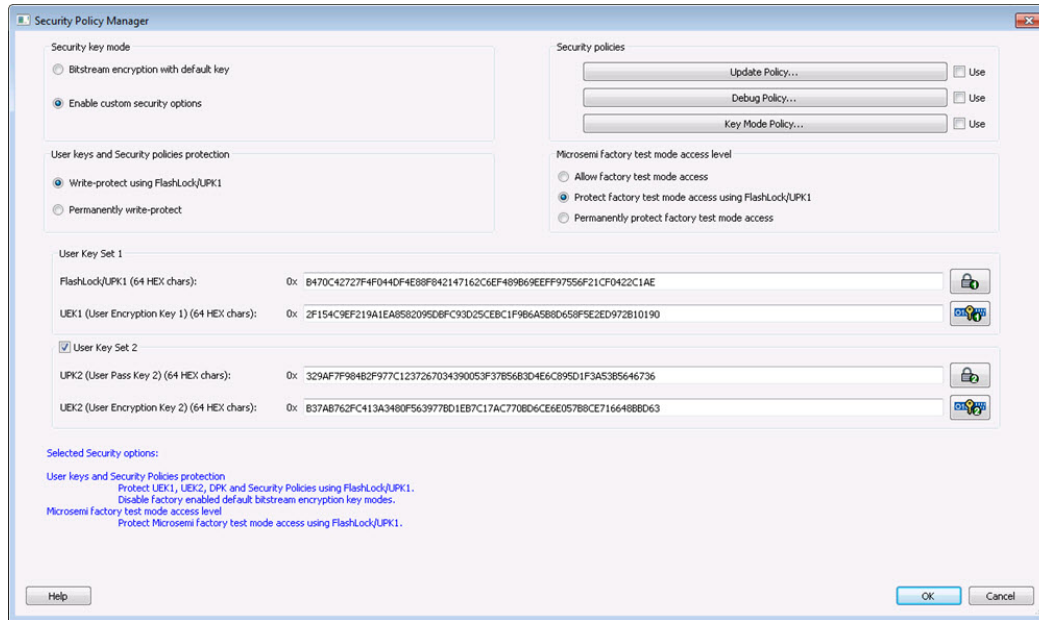 Security Policy Manager
Security key mode
Bitstream encryption with default key
Enable custom security options
Security policies
Update Policy...
Use
Debug Policy...
Use
Key Mode Policy...
Use
User keys and Security policies protection
Write-protect using FlashLock/UPK1
Permanently write-protect
Microsemi factory test mode access level
Allow factory test mode access
Protect factory test mode access using FlashLock/UPK1
Permanently protect factory test mode access
User Key Set 1
FlashLock/UPK1 (64 HEX chars): 0x B470C42727F4F044DF4E88F842147162C6EF489B69EEFF97556F21CF0422C1AE
UEK1 (User Encryption Key 1) (64 HEX chars): 0x 2F154C9EF219A1EA8582095DBFC93D25CEBC1F9B6A5B8D658F5E2ED972B10190
User Key Set 2
UPK2 (User Pass Key 2) (64 HEX chars): 0x 329AF7F984B2F977C1237267034390053F37B56B3D4E6C895D1F3A53B5646736
UEK2 (User Encryption Key 2) (64 HEX chars): 0x B37AB762FC413A3480F563977BD1EB7C17AC770BD6CE6E057B8CE716648BBD63
Selected Security options:
User keys and Security Policies protection
Protect UEK1, UEK2, DPK and Security Policies using FlashLock/UPK1.
Disable factory enabled default bitstream encryption key modes.
Microsemi factory test mode access level
Protect Microsemi factory test mode access using FlashLock/UPK1.
Help
OK
Cancel